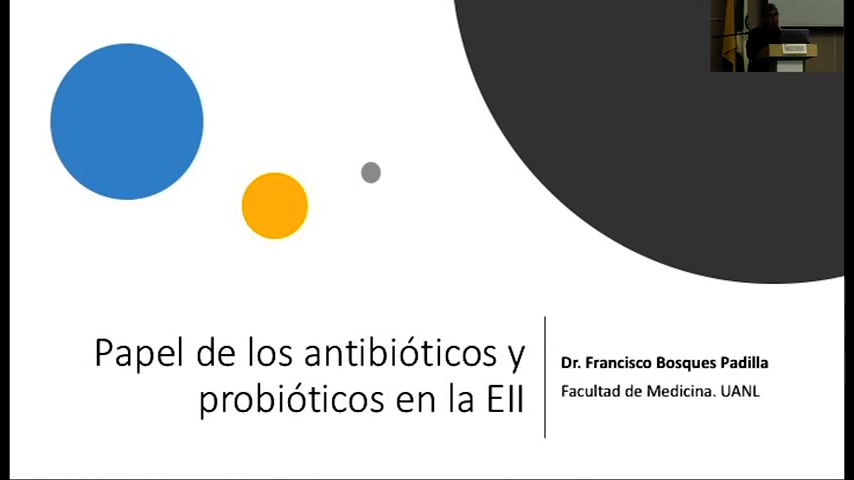 Papel de los antibióticos y
probióticos en la EII
Dr. Francisco Bosques Padilla
Facultad de Medicina. UANL